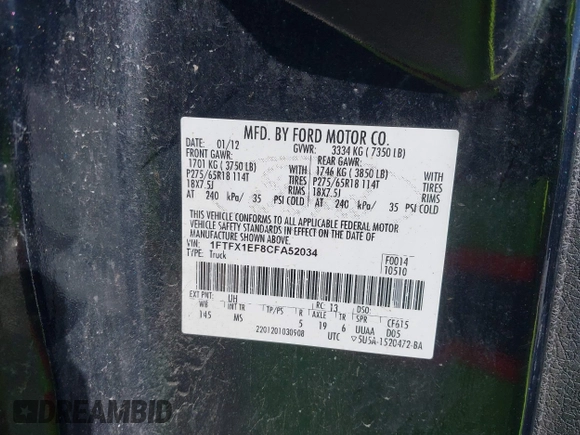 MFD. BY FORD MOTOR CO.
DATE: 01/12 GVWR: 3334 KG ( 7350 LB)
FRONT GAWR: REAR GAWR:
1701 KG ( 3750 LB) WITH 1746 KG ( 3850 LB) WITH
P275/65R18 114T TIRES P275/65R18 114T TIRES
18X7.5J RIMS 18X7.5J RIMS
AT 240 kPa/ 35 PSI COLD AT 240 kPa/ 35 PSI COLD
THIS VEHICLE CONFORMS TO ALL APPLICABLE FEDERAL MOTOR
VEHICLE SAFETY STANDARDS IN EFFECT ON THE DATE OF
MANUFACTURE SHOWN ABOVE.
VIN: 1FTFX1EF8CFA52034
T/PE: Truck
F0014
10510
EXT PNT: UH RC: 13 DSO:
WB INT TR TP/PS R AXLE TR SPR CF615
145 MS 5 19 6 UUAA D05
2201201030908 UTC ▽5U5A-1520472-BA
DREAMBID